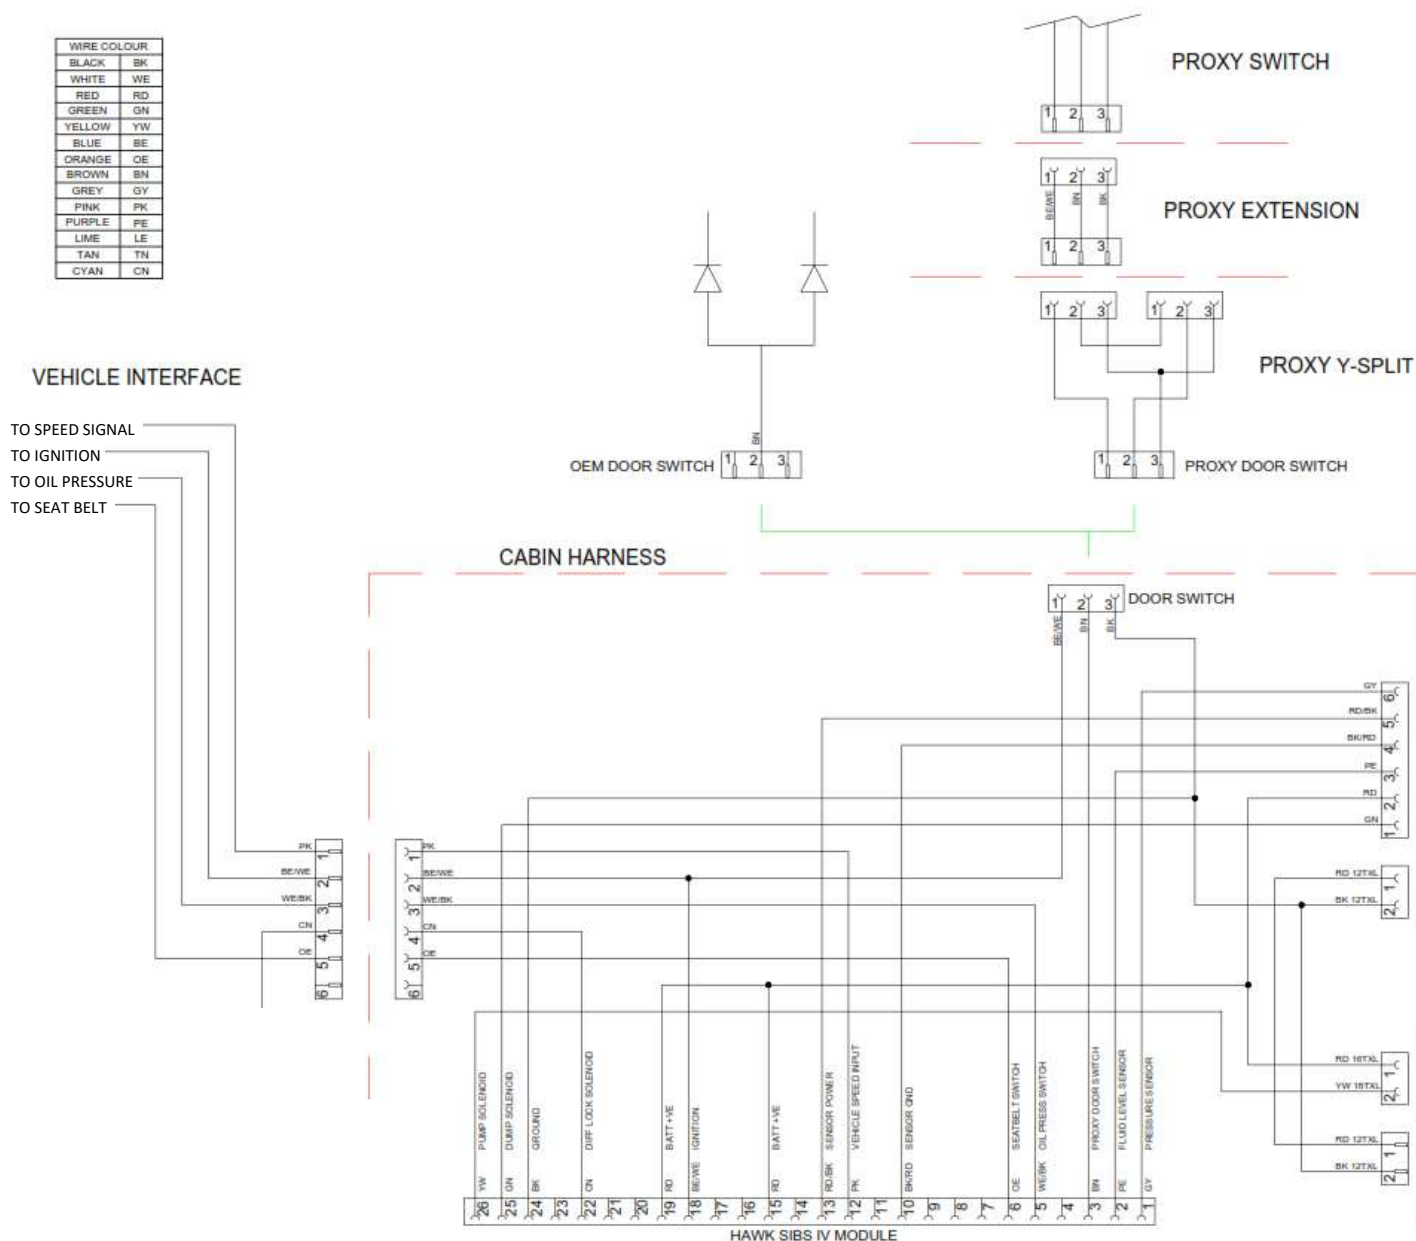 WIRE COLOUR
BLACK BK
WHITE WE
RED RD
GREEN GN
YELLOW YW
BLUE BE
ORANGE OE
BROWN BN
GREY GY
PINK PK
PURPLE PE
LIME LE
TAN TN
CYAN CN
PROXY SWITCH
1 2 3
1 2 3
BE/WE BN BK
PROXY EXTENSION
1 2 3
1 2 3 1 2 3
PROXY Y-SPLIT
VEHICLE INTERFACE
TO SPEED SIGNAL
TO IGNITION
TO OIL PRESSURE
TO SEAT BELT
BN
OEM DOOR SWITCH 1 2 3
1 2 3 PROXY DOOR SWITCH
CABIN HARNESS
1 2 3 DOOR SWITCH
BE/WE BN BK
GY 6
RD/BK 5
BK/RD 4
PE 3
RD 2
GN 1
PK 1 1 PK
BE/WE 2 2 BE/WE
WE/BK 3 3 WE/BK
CN 4 4 CN
OE 5 5 OE
6 6
RD 12TXL 1
BK 12TXL 2
RD 16TXL 1
YW 18TXL 2
RD 12TXL 1
BK 12TXL 2
YW PUMP SOLENOID
GN DUMP SOLENOID
BK GROUND
CN DIFF LOCK SOLENOID
RD BATT +VE
BE/WE IGNITION
RD BATT +VE
RD/BK SENSOR POWER
PK VEHICLE SPEED INPUT
BK/RD SENSOR GND
OE SEATBELT SWITCH
WE/BK OIL PRESS SWITCH
BN PROXY DOOR SWITCH
PE FLUID LEVEL SENSOR
GY PRESSURE SENSOR
26 25 24 23 22 21 20 19 18 17 16 15 14 13 12 11 10 9 8 7 6 5 4 3 2 1
HAWK SIBS IV MODULE